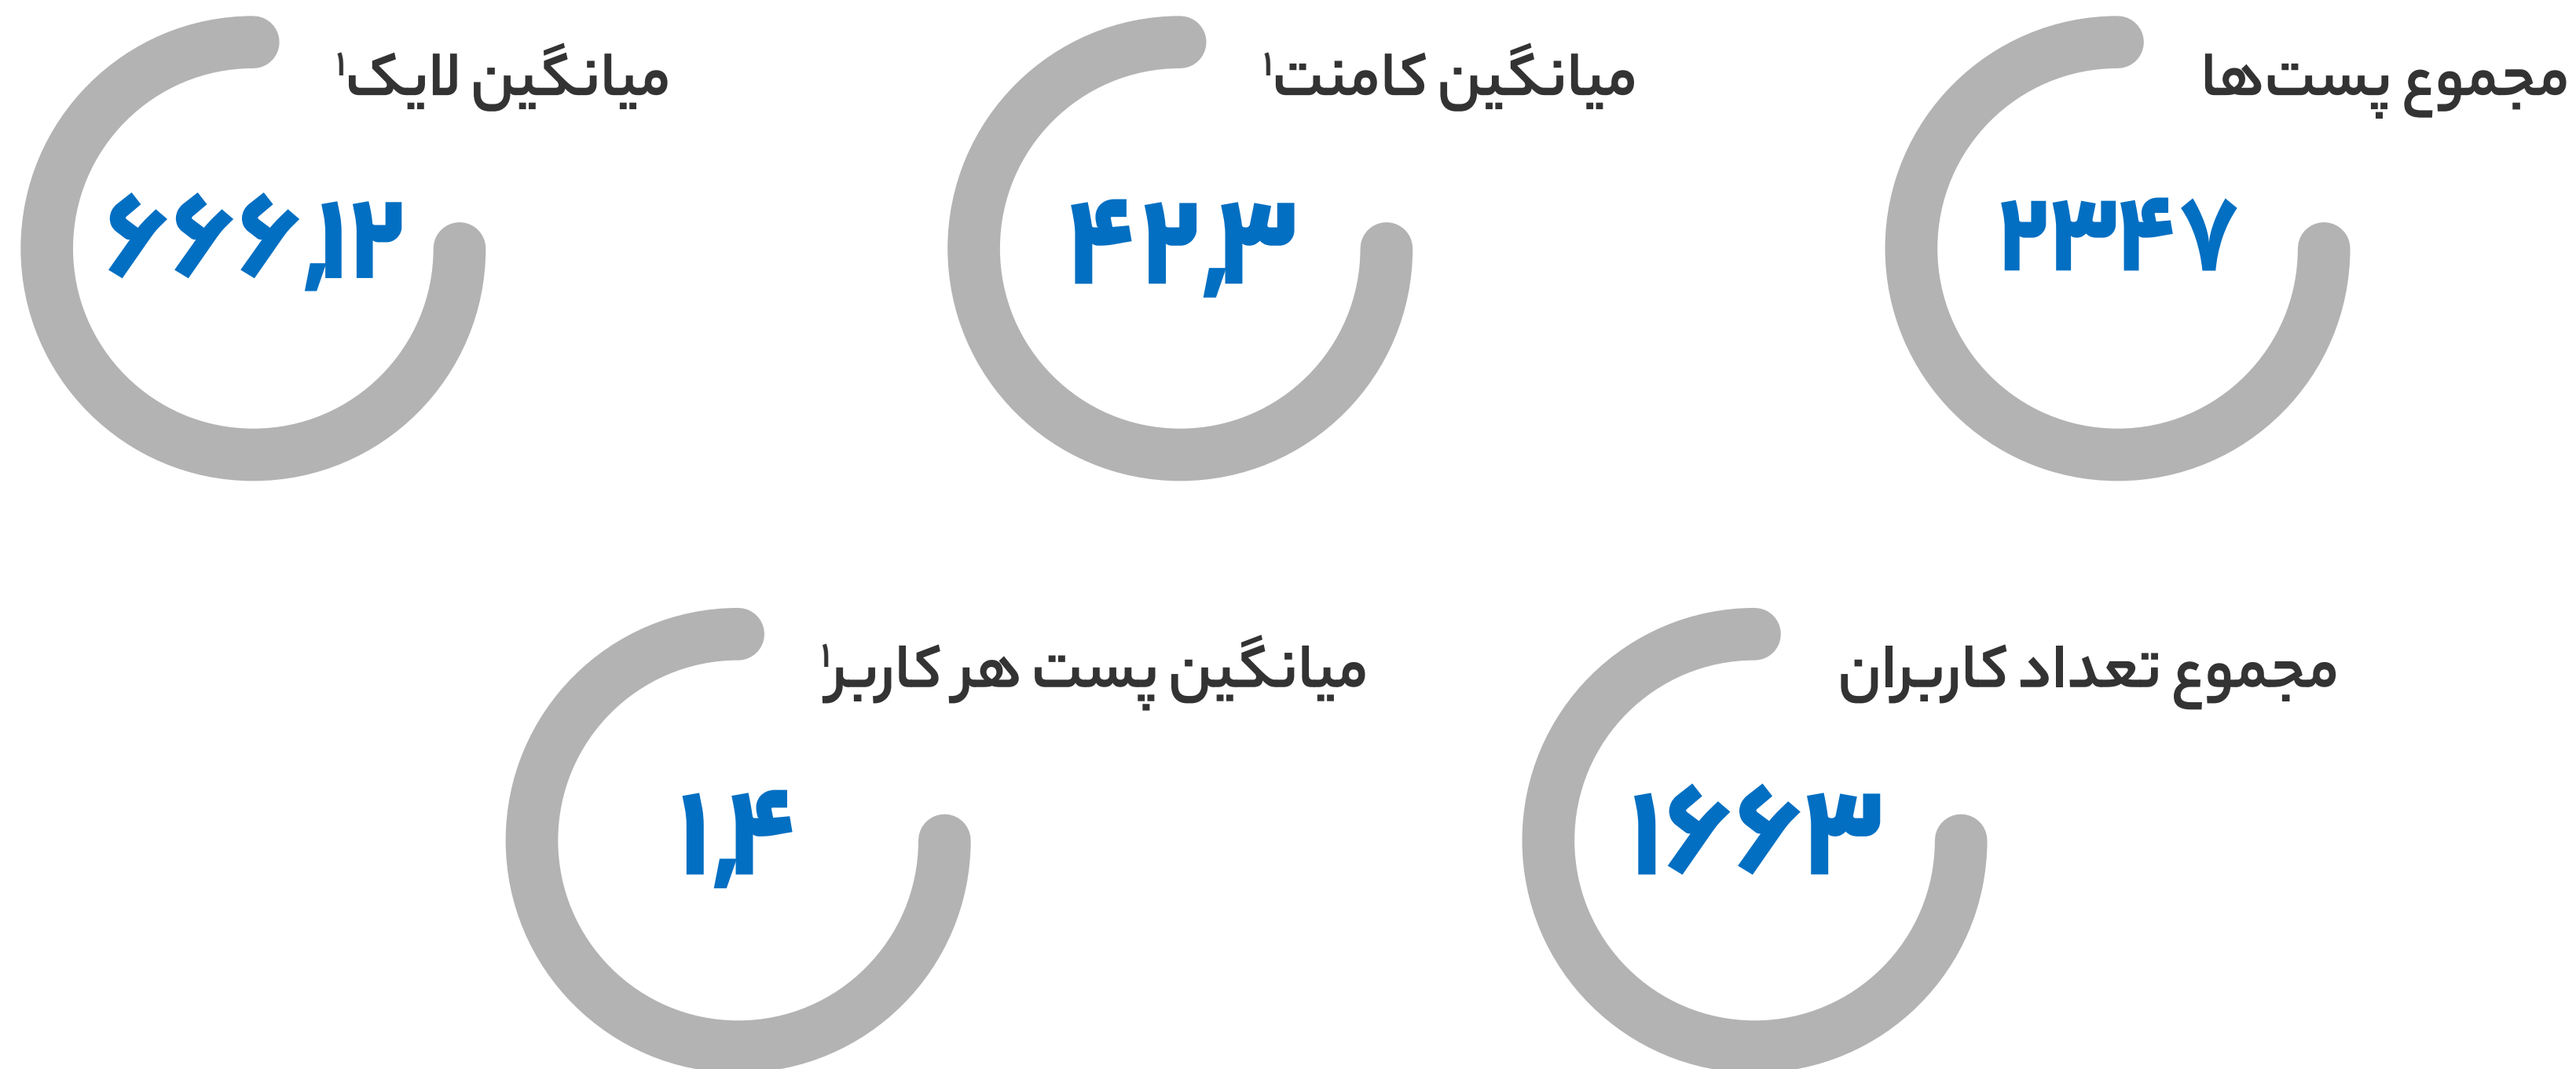 مجموع پست‌ها
۲۳۴۷
میانگین کامنت۱
۴۲,۳
میانگین لایک۱
۶۶۶,۱۲
مجموع تعداد کاربران
۱۶۶۳
میانگین پست هر کاربر۱
۱,۴